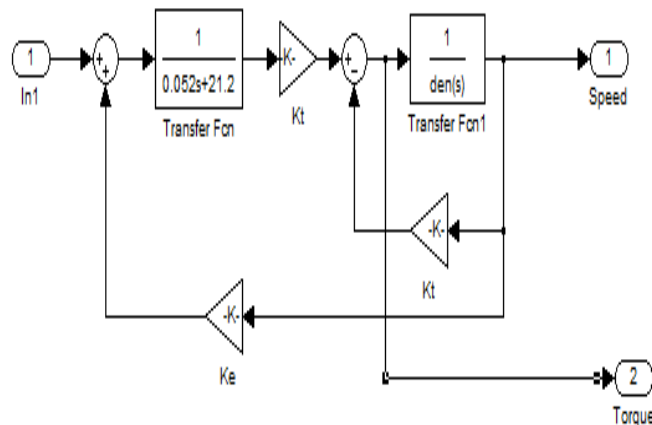 1
In1
+
+
1
0.052s+21.2
Transfer Fcn
-K-
Kt
+
−
1
den(s)
Transfer Fcn1
1
Speed
-K-
Kt
-K-
Ke
2
Torque